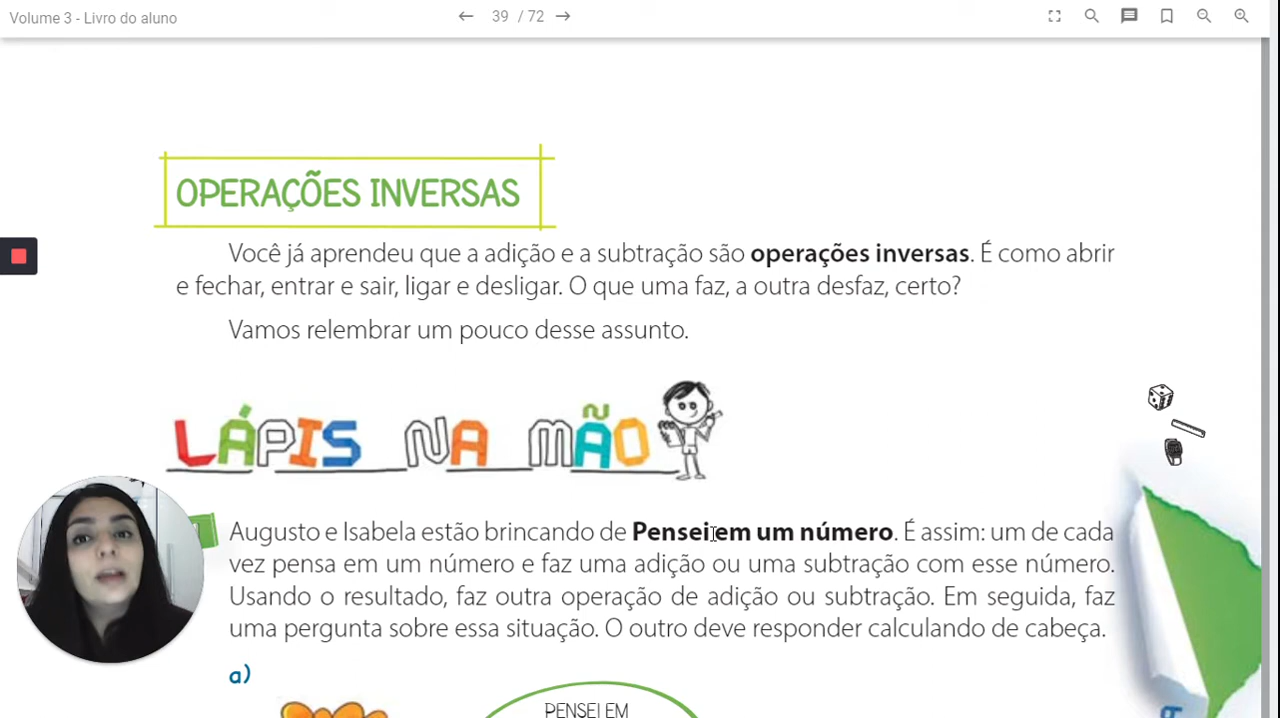 Volume 3 - Livro do aluno
39 / 72
OPERAÇÕES INVERSAS
Você já aprendeu que a adição e a subtração são operações inversas. É como abrir
e fechar, entrar e sair, ligar e desligar. O que uma faz, a outra desfaz, certo?
Vamos relembrar um pouco desse assunto.
LÁPIS NA MÃO
Augusto e Isabela estão brincando de Pensei em um número. É assim: um de cada
vez pensa em um número e faz uma adição ou uma subtração com esse número.
Usando o resultado, faz outra operação de adição ou subtração. Em seguida, faz
uma pergunta sobre essa situação. O outro deve responder calculando de cabeça.
a)
PENSEI EM